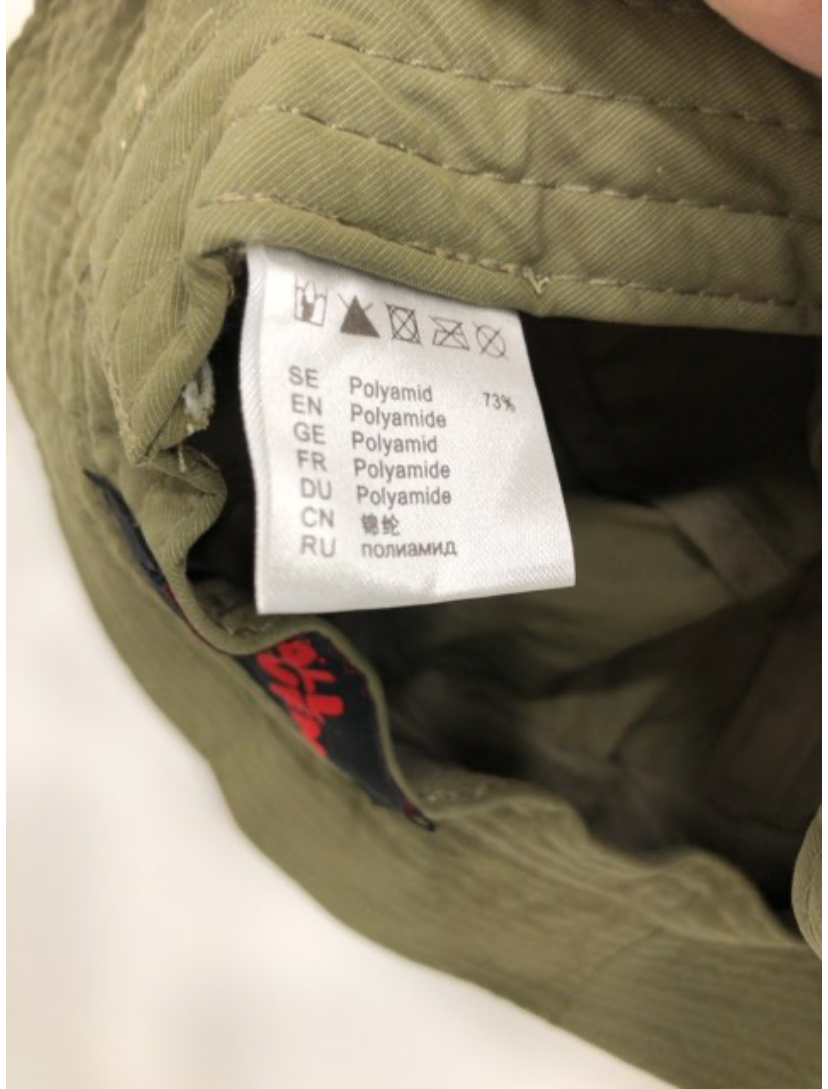 SE Polyamid 73%
EN Polyamide
GE Polyamid
FR Polyamide
DU Polyamide
CN 锦纶
RU полиамид